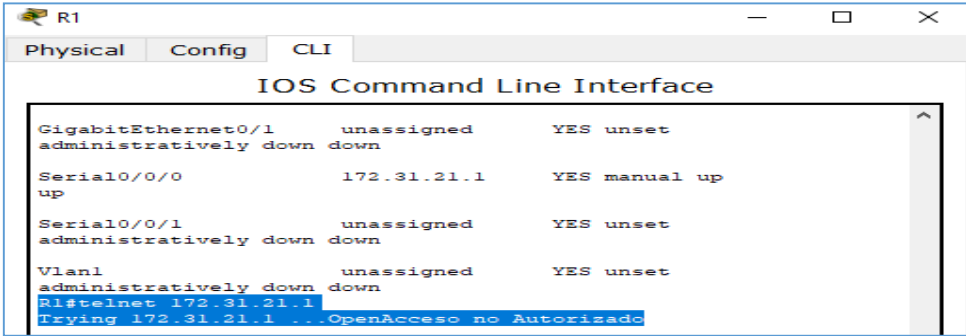 R1
Physical Config CLI
IOS Command Line Interface
GigabitEthernet0/1 unassigned YES unset
administratively down down
Serial0/0/0 172.31.21.1 YES manual up
up
Serial0/0/1 unassigned YES unset
administratively down down
Vlan1 unassigned YES unset
administratively down down
R1#telnet 172.31.21.1
Trying 172.31.21.1 ...OpenAcceso no Autorizado